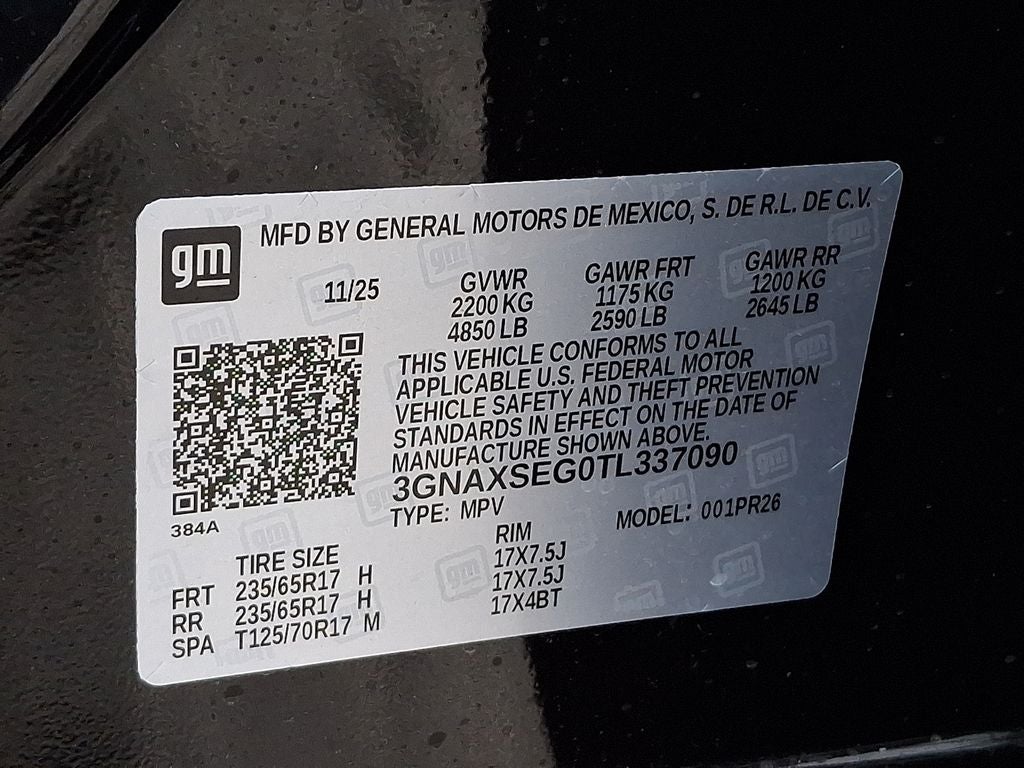 gm
MFD BY GENERAL MOTORS DE MEXICO, S. DE R.L. DE C.V.
11/25
GVWR
2200 KG
4850 LB
GAWR FRT
1175 KG
2590 LB
GAWR RR
1200 KG
2645 LB
THIS VEHICLE CONFORMS TO ALL
APPLICABLE U.S. FEDERAL MOTOR
VEHICLE SAFETY AND THEFT PREVENTION
STANDARDS IN EFFECT ON THE DATE OF
MANUFACTURE SHOWN ABOVE.
3GNAXSEG0TL337090
TYPE: MPV MODEL: 001PR26
384A
TIRE SIZE RIM
FRT 235/65R17 H 17X7.5J
RR 235/65R17 H 17X7.5J
SPA T125/70R17 M 17X4BT